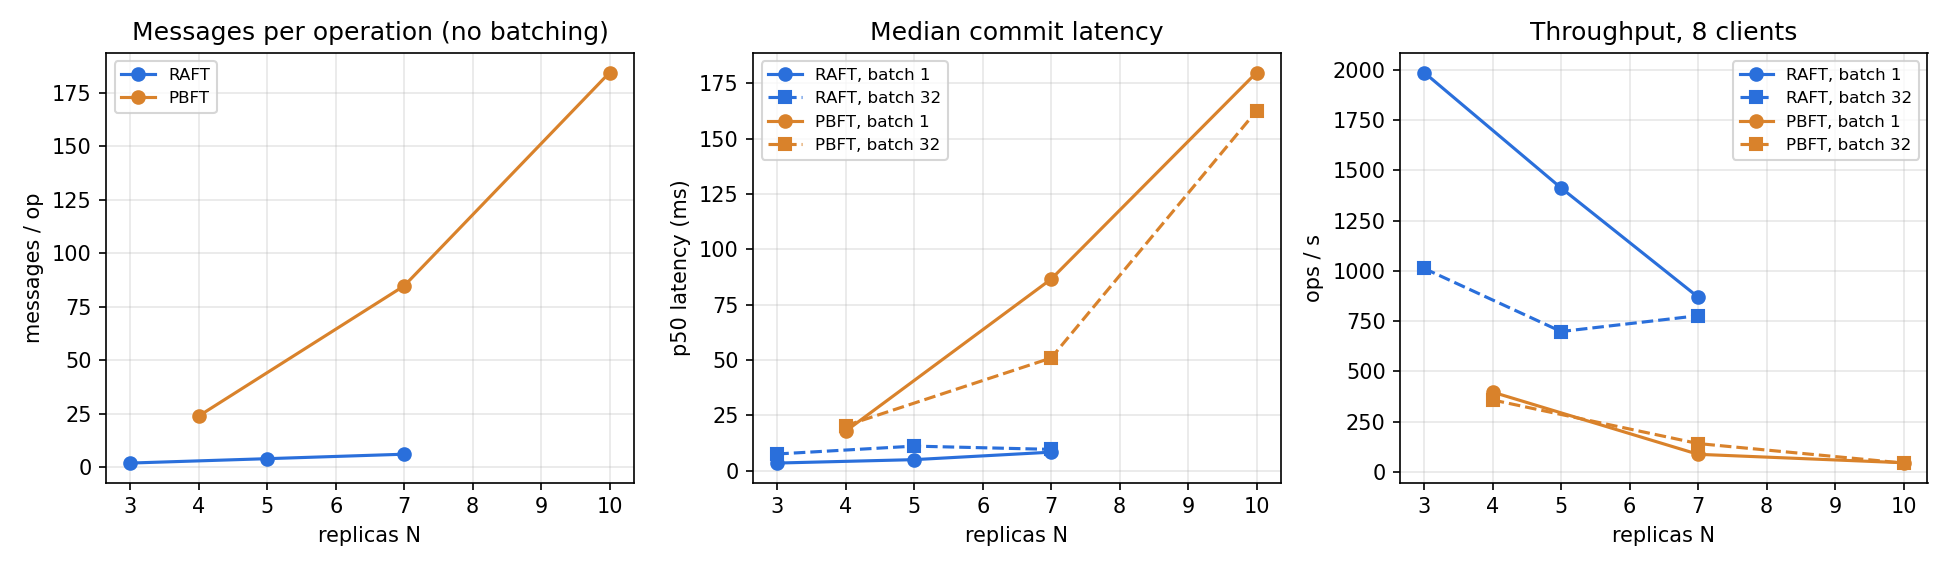 Messages per operation (no batching)
messages / op
175
150
125
100
75
50
25
0
RAFT
PBFT
3 4 5 6 7 8 9 10
replicas N
Median commit latency
p50 latency (ms)
175
150
125
100
75
50
25
0
RAFT, batch 1
RAFT, batch 32
PBFT, batch 1
PBFT, batch 32
3 4 5 6 7 8 9 10
replicas N
Throughput, 8 clients
ops / s
2000
1750
1500
1250
1000
750
500
250
0
RAFT, batch 1
RAFT, batch 32
PBFT, batch 1
PBFT, batch 32
3 4 5 6 7 8 9 10
replicas N